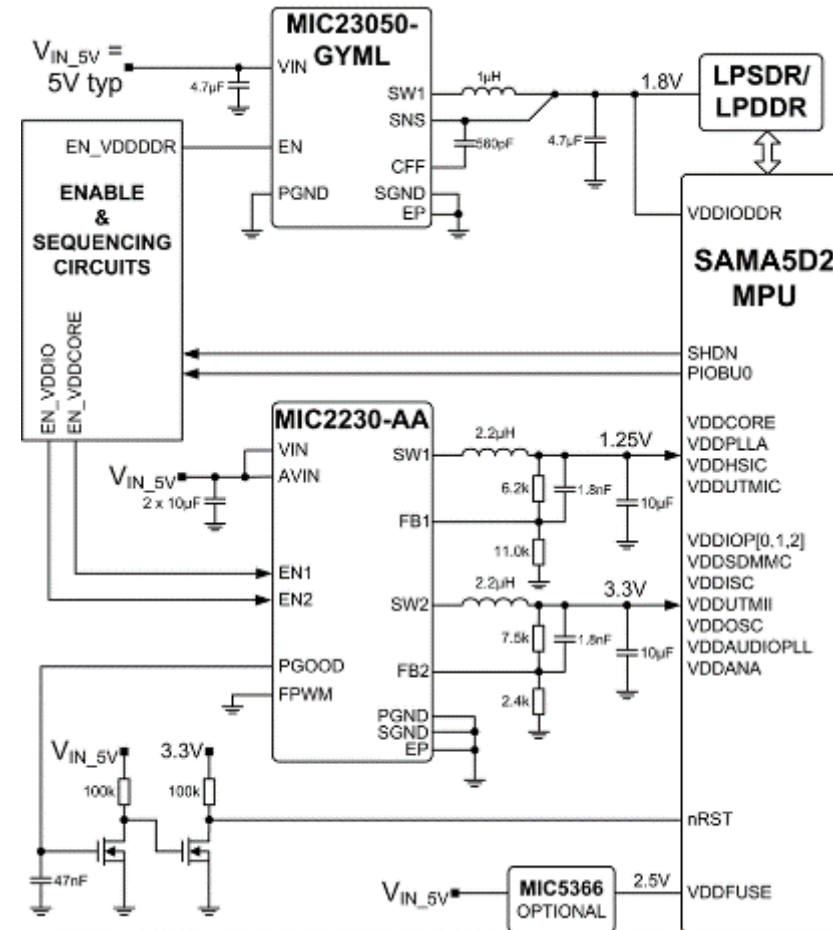 MIC23050-
GYML
VIN_5V =
5V typ
4.7µF
VIN
SW1
1µH
1.8V
LPSDR/
LPDDR
SNS
560pF
4.7µF
CFF
EN_VDDDDR
EN
PGND
SGND
EP
ENABLE
&
SEQUENCING
CIRCUITS
EN_VDDIO
EN_VDDCORE
VDDIODDR
SAMA5D2
MPU
SHDN
PIOBU0
MIC2230-AA
VIN
AVIN
VIN_5V
2 x 10µF
SW1
2.2µH
1.25V
6.2k
1.8nF
10µF
FB1
11.0k
VDDCORE
VDDPLLA
VDDHSIC
VDDUTMIC
EN1
EN2
SW2
2.2µH
3.3V
7.5k
1.8nF
10µF
FB2
2.4k
VDDIOP[0,1,2]
VDDSDMMC
VDDISC
VDDUTMII
VDDOSC
VDDAUDIOPLL
VDDANA
PGOOD
FPWM
PGND
SGND
EP
VIN_5V
3.3V
100k
100k
47nF
nRST
VIN_5V
MIC5366
OPTIONAL
2.5V
VDDFUSE